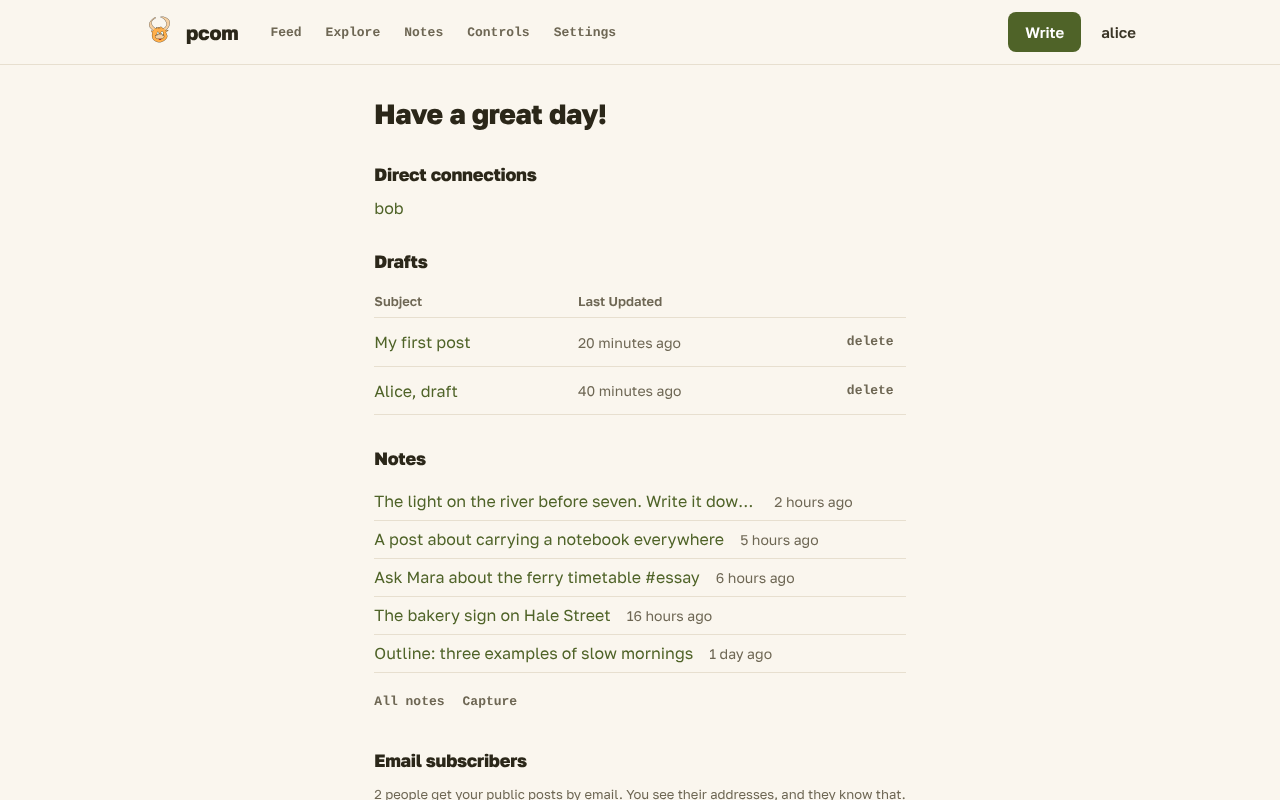 pcom
Feed Explore Notes Controls Settings
Write
alice
Have a great day!
Direct connections
bob
Drafts
Subject Last Updated
My first post 20 minutes ago delete
Alice, draft 40 minutes ago delete
Notes
The light on the river before seven. Write it dow… 2 hours ago
A post about carrying a notebook everywhere 5 hours ago
Ask Mara about the ferry timetable #essay 6 hours ago
The bakery sign on Hale Street 16 hours ago
Outline: three examples of slow mornings 1 day ago
All notes Capture
Email subscribers
2 people get your public posts by email. You see their addresses, and they know that.